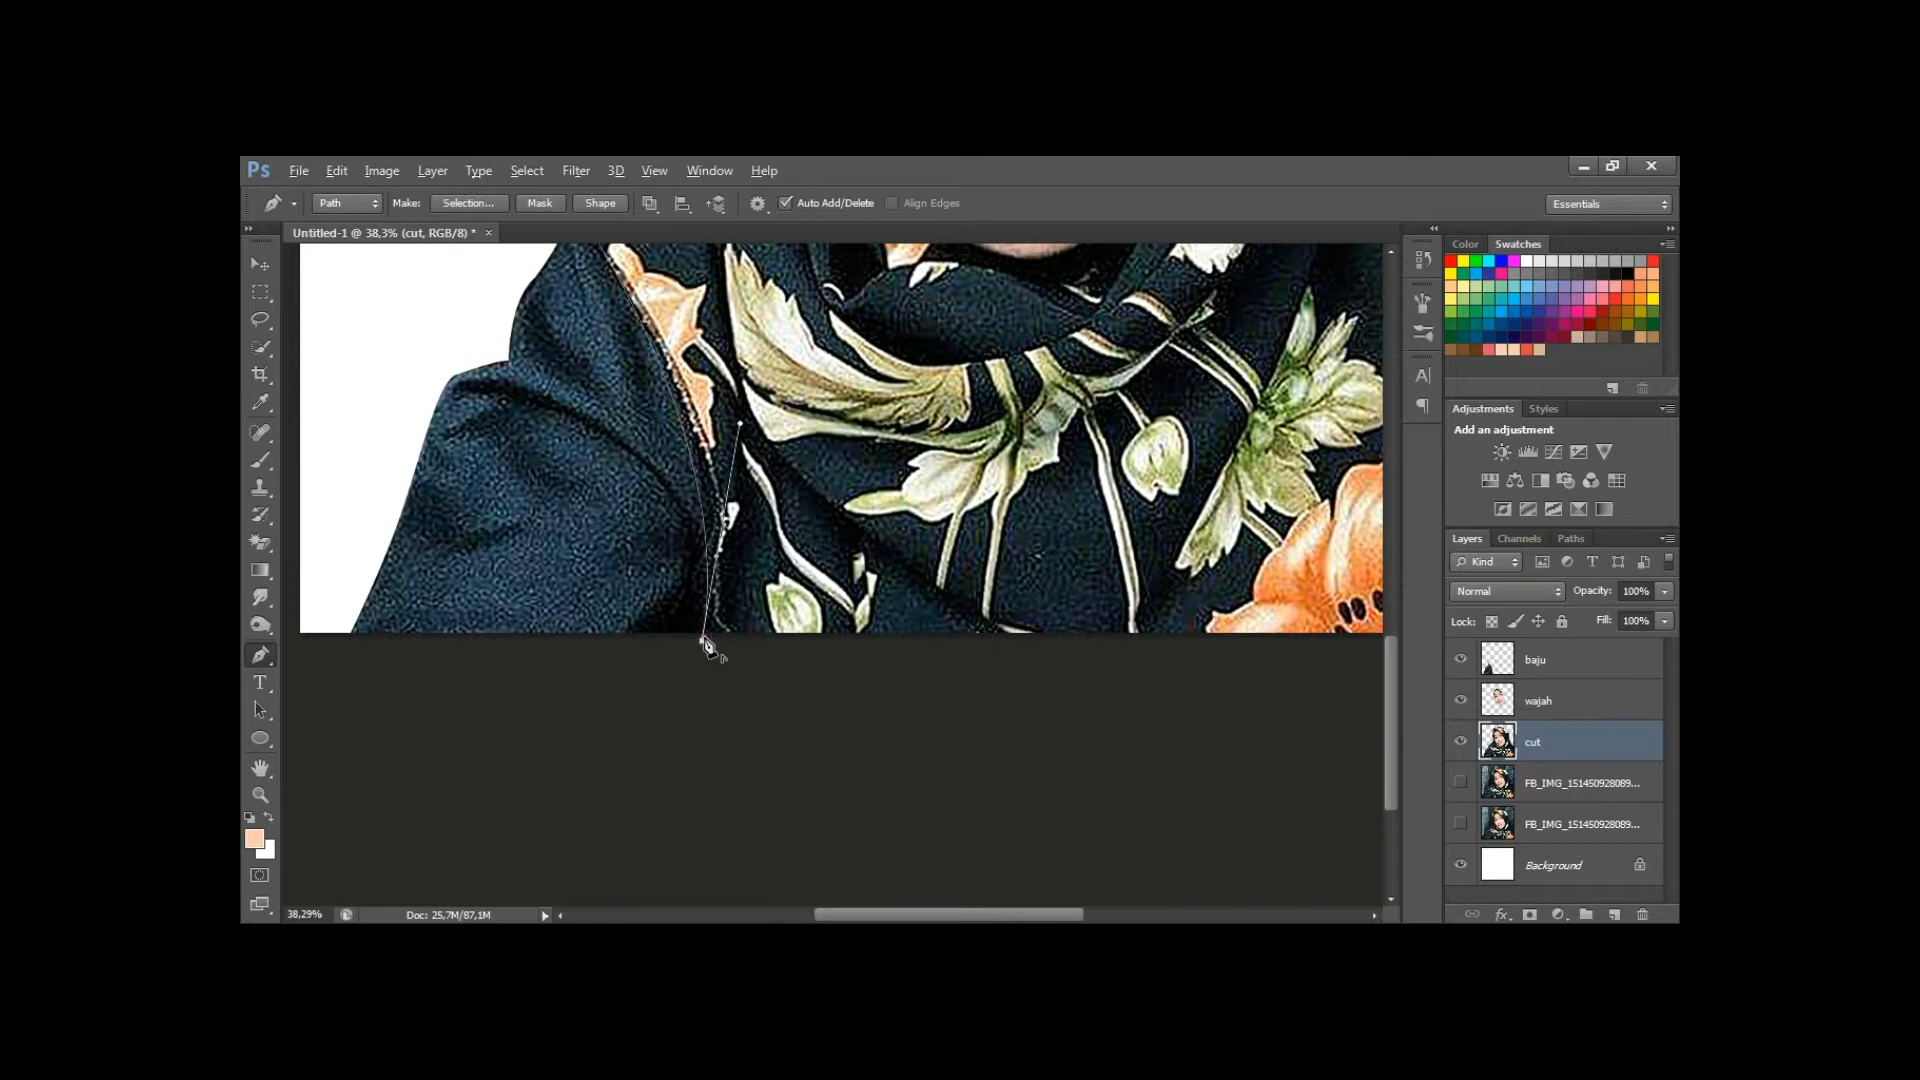 Ps File Edit Image Layer Type Select Filter 3D View Window Help
Path Make: Selection... Mask Shape Auto Add/Delete Align Edges Essentials
Untitled-1 @ 38,3% (cut, RGB/8) *
Color Swatches
Adjustments Styles
Add an adjustment
Layers Channels Paths
Kind
Normal Opacity: 100%
Lock: Fill: 100%
baju
wajah
cut
FB_IMG_151450928089...
FB_IMG_151450928089...
Background
38,29% Doc: 25,7M/87,1M
fx